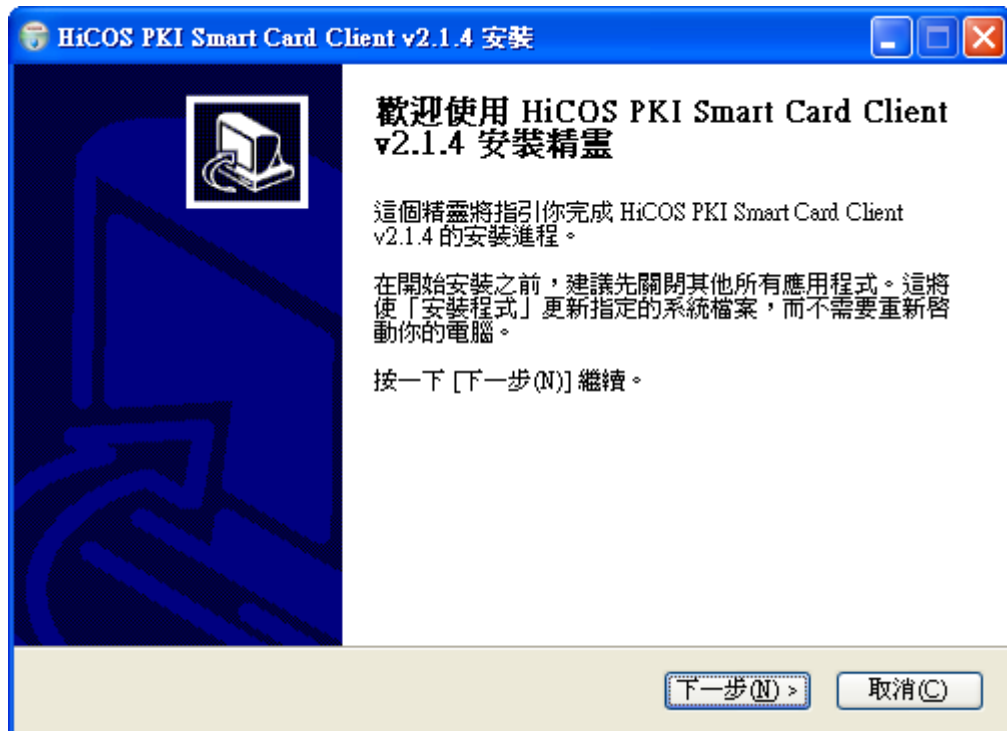 HiCOS PKI Smart Card Client v2.1.4 安裝
歡迎使用 HiCOS PKI Smart Card Client
v2.1.4 安裝精靈
這個精靈將指引你完成 HiCOS PKI Smart Card Client
v2.1.4 的安裝進程。
在開始安裝之前，建議先關閉其他所有應用程式。這將
使「安裝程式」更新指定的系統檔案，而不需要重新啓
動你的電腦。
按一下 [下一步(N)] 繼續。
下一步(N) >
取消(C)